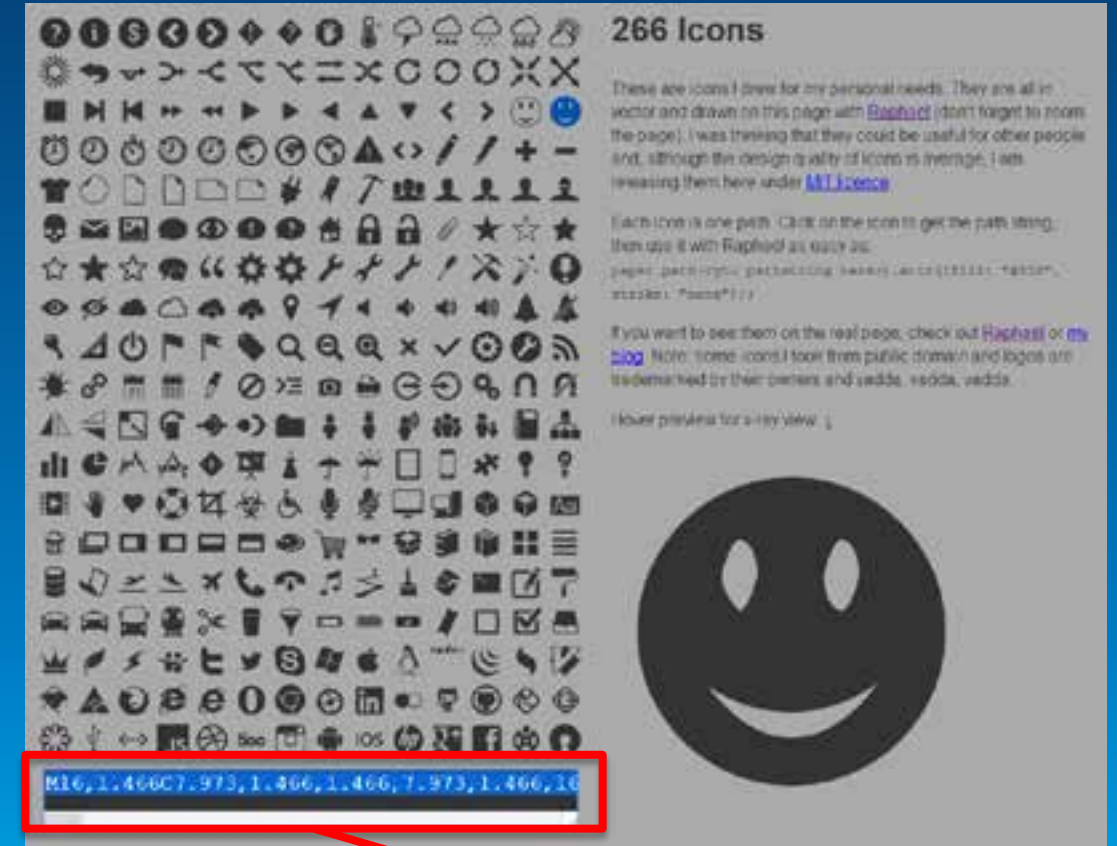 266 Icons
These are icons I drew for my personal needs. They are all in
vector and drawn on this page with Raphaël (don't forget to zoom
the page). I was thinking that they could be useful for other people
and, although the design quality of icons is average, I am
releasing them here under MIT licence.
Each icon is one path. Click on the icon to get the path string,
then use it with Raphaël as easy as:
stroke: "none"});
If you want to see them on the real page, check out Raphaël or my
blog. Note: some icons I took from public domain and logos are
trademarked by their owners and yadda, yadda, yadda.
Hover preview for x-ray view. ↓
iOS
M16,1.466C7.973,1.466,1.466,7.973,1.466,16